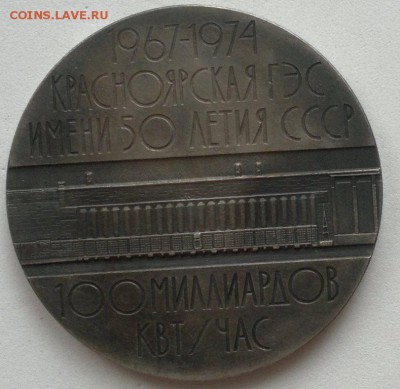 COINS.LAVE.RU
1967-1974
КРАСНОЯРСКАЯ ГЭС
ИМЕНИ 50 ЛЕТИЯ СССР
100 МИЛЛИАРДОВ
КВТ/ЧАС